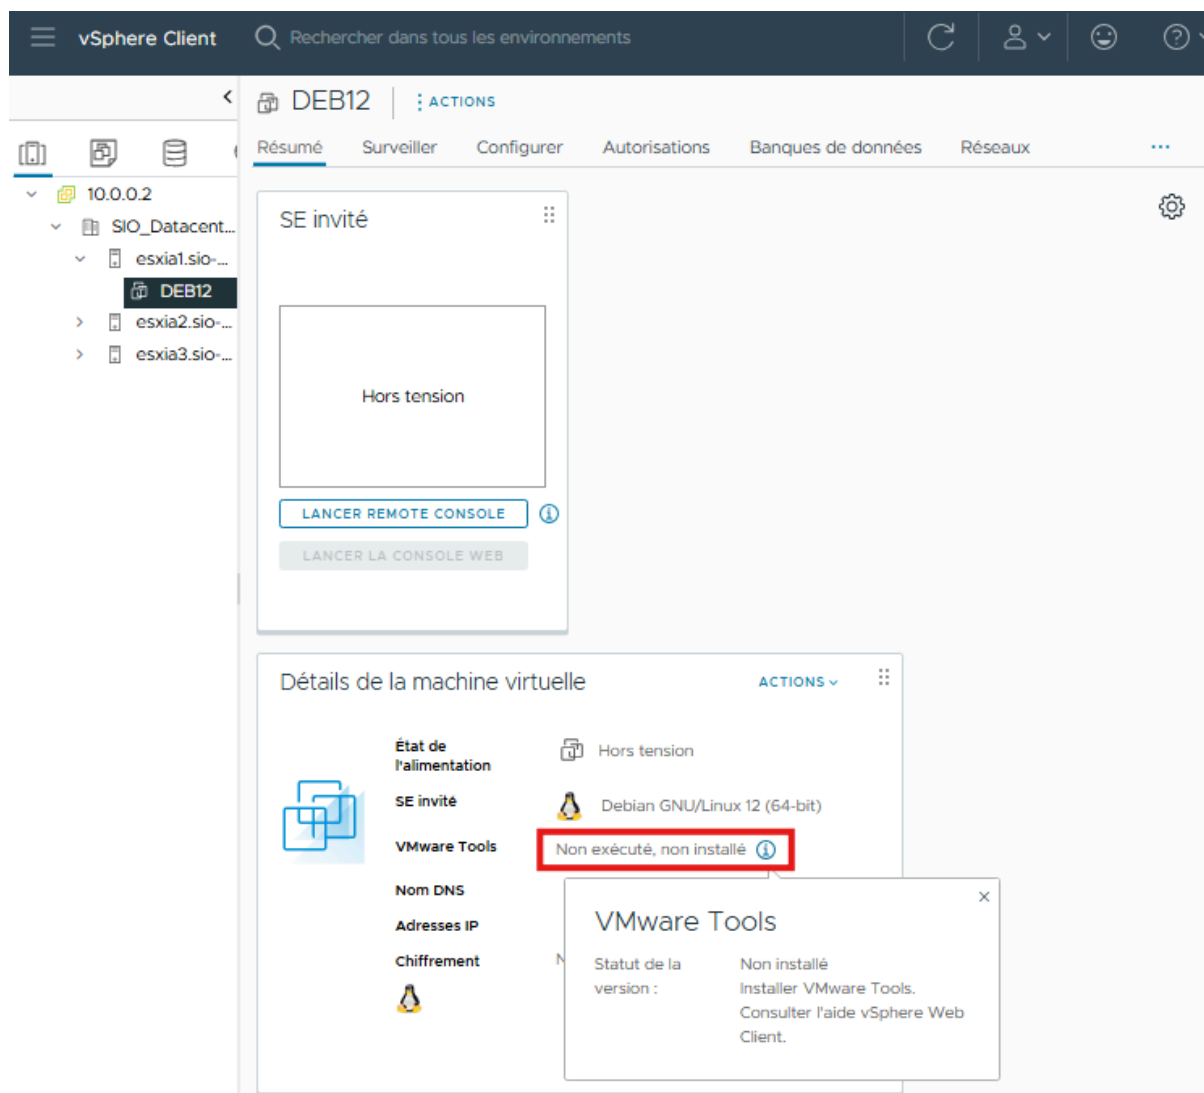 vSphere Client
Rechercher dans tous les environnements
DEB12
ACTIONS
Résumé
Surveiller
Configurer
Autorisations
Banques de données
Réseaux
10.0.0.2
SIO_Datacent...
esxia1.sio-...
DEB12
esxia2.sio-...
esxia3.sio-...
SE invité
Hors tension
LANCER REMOTE CONSOLE
LANCER LA CONSOLE WEB
Détails de la machine virtuelle
ACTIONS
État de
l'alimentation
Hors tension
SE invité
Debian GNU/Linux 12 (64-bit)
VMware Tools
Non exécuté, non installé
Nom DNS
Adresses IP
Chiffrement
N
VMware Tools
Statut de la
version :
Non installé
Installer VMware Tools.
Consulter l'aide vSphere Web
Client.